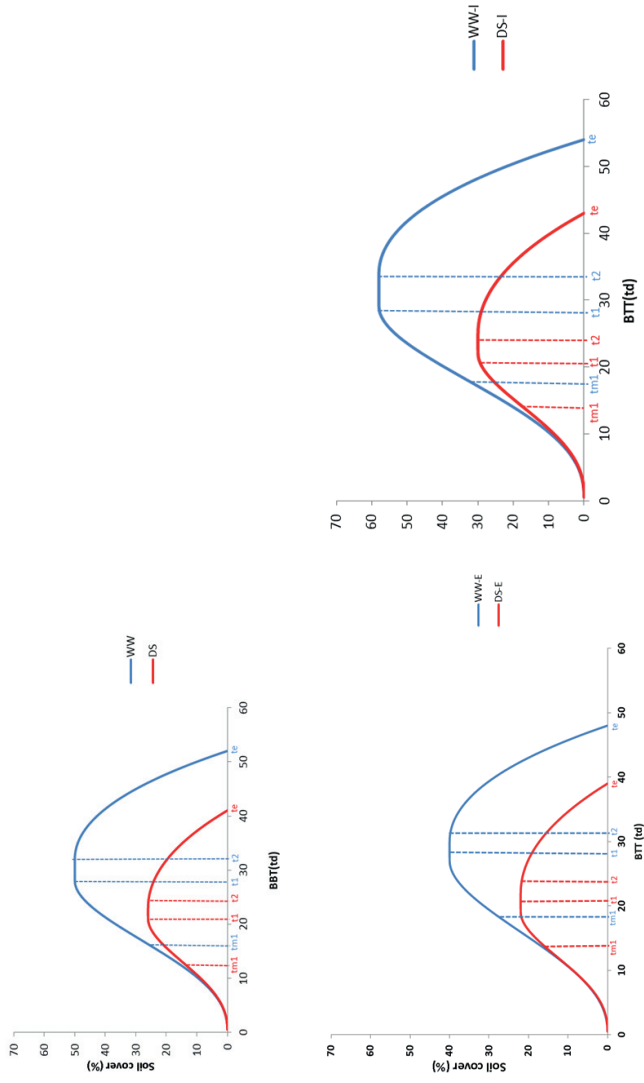 70
60
50
40
30
20
10
0
Soil cover (%)
0 10 20 30 40 50 60
tm1 tm1 t1 t2 t1 t2 te te
BBT(td)
WW
DS
70
60
50
40
30
20
10
0
Soil cover (%)
0 10 20 30 40 50 60
tm1 tm1 t1 t2 t1 t2 te te
BTT (td)
WW-E
DS-E
70
60
50
40
30
20
10
0
0 10 20 30 40 50 60
tm1 tm1 t1 t2 t1 t2 te te
BTT(td)
WW-I
DS-I